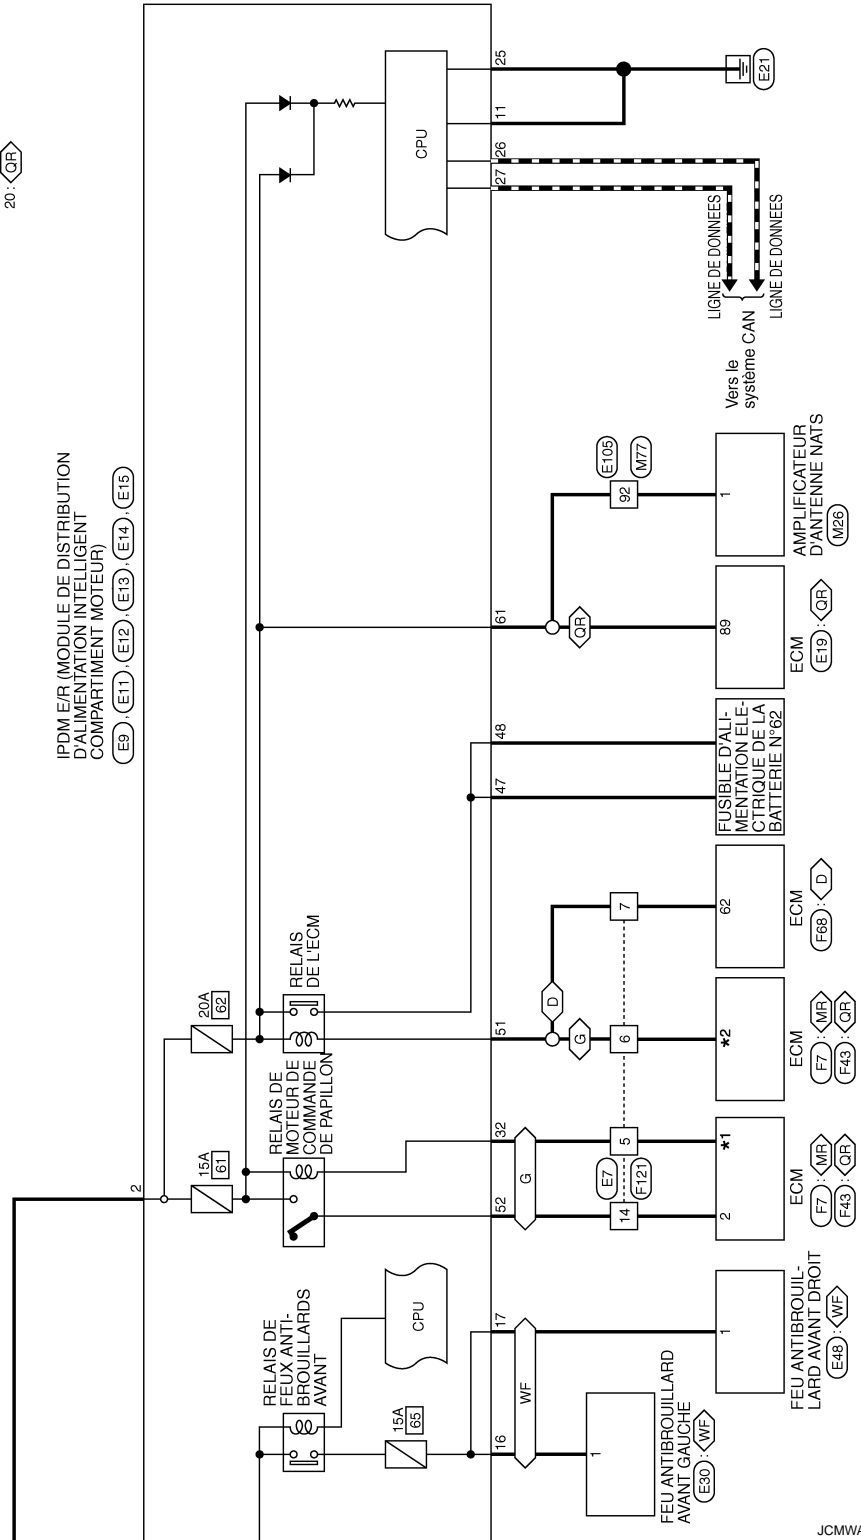 20 : QR
IPDM E/R (MODULE DE DISTRIBUTION
D'ALIMENTATION INTELLIGENT
COMPARTIMENT MOTEUR)
E9 , E11 , E12 , E13 , E14 , E15
2
15A
61
20A
62
RELAIS DE
FEUX ANTI-
BROUILLARDS
AVANT
RELAIS DE
MOTEUR DE
COMMANDE
DE PAPILLON
RELAIS
DE L'ECM
15A
65
CPU
CPU
16
17
52
32
51
47
48
61
27
26
11
25
WF
G
G
D
QR
14
E7
F121
5
6
7
92
E105
M77
E21
LIGNE DE DONNEES
LIGNE DE DONNEES
Vers le
système CAN
1
FEU ANTIBROUILLARD
AVANT GAUCHE
E30 : WF
1
FEU ANTIBROUIL-
LARD AVANT DROIT
E48 : WF
2
*1
ECM
F7 : MR
F43 : QR
*2
ECM
F7 : MR
F43 : QR
62
ECM
F68 : D
FUSIBLE D'ALI-
MENTATION ELE-
CTRIQUE DE LA
BATTERIE N°62
89
ECM
E19 : QR
1
AMPLIFICATEUR
D'ANTENNE NATS
M26
JCMWA